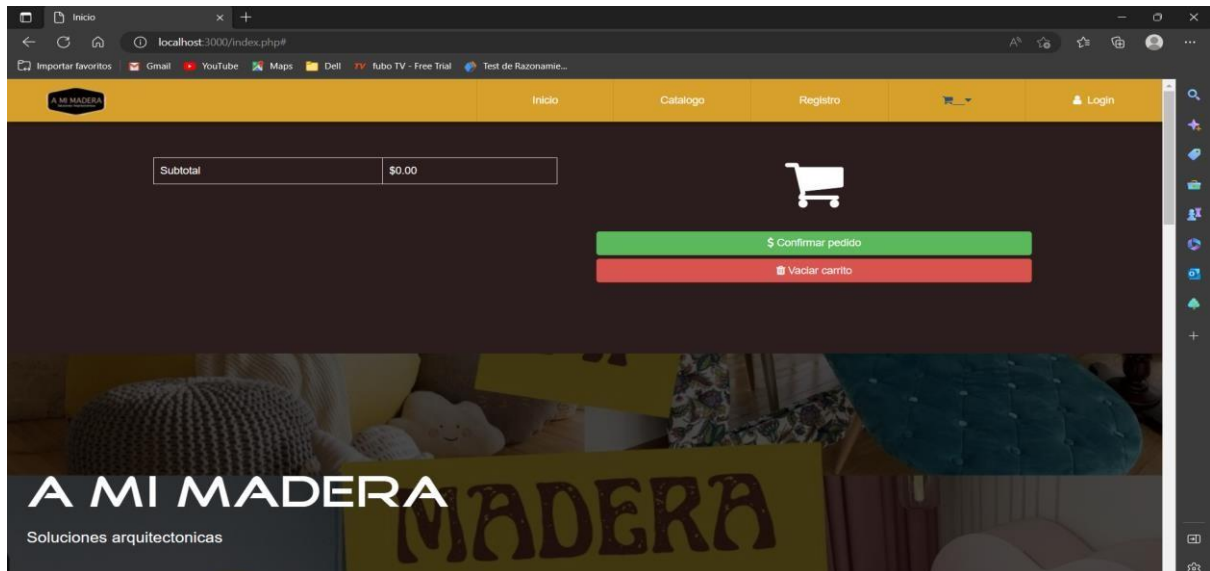 Inicio
localhost:3000/index.php#
Importar favoritos Gmail YouTube Maps Dell fubo TV - Free Trial Test de Razonamie...
A MI MADERA Inicio Catalogo Registro Login
Subtotal $0.00
$ Confirmar pedido
Vaciar carrito
A MI MADERA
MADERA
Soluciones arquitectonicas